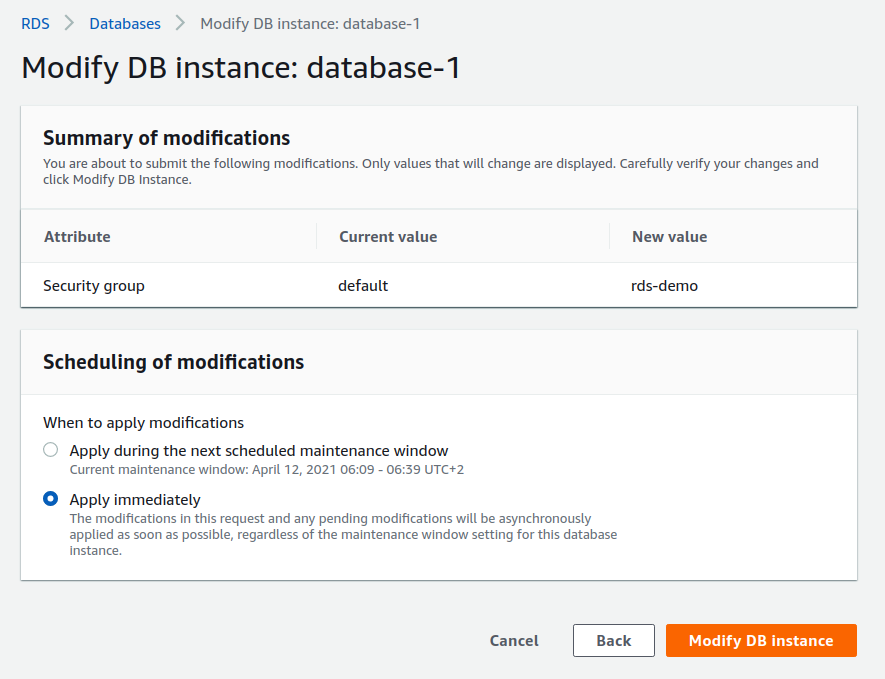 RDS > Databases > Modify DB instance: database-1
Modify DB instance: database-1
Summary of modifications
You are about to submit the following modifications. Only values that will change are displayed. Carefully verify your changes and
click Modify DB Instance.
Attribute Current value New value
Security group default rds-demo
Scheduling of modifications
When to apply modifications
Apply during the next scheduled maintenance window
Current maintenance window: April 12, 2021 06:09 - 06:39 UTC+2
Apply immediately
The modifications in this request and any pending modifications will be asynchronously
applied as soon as possible, regardless of the maintenance window setting for this database
instance.
Cancel Back Modify DB instance